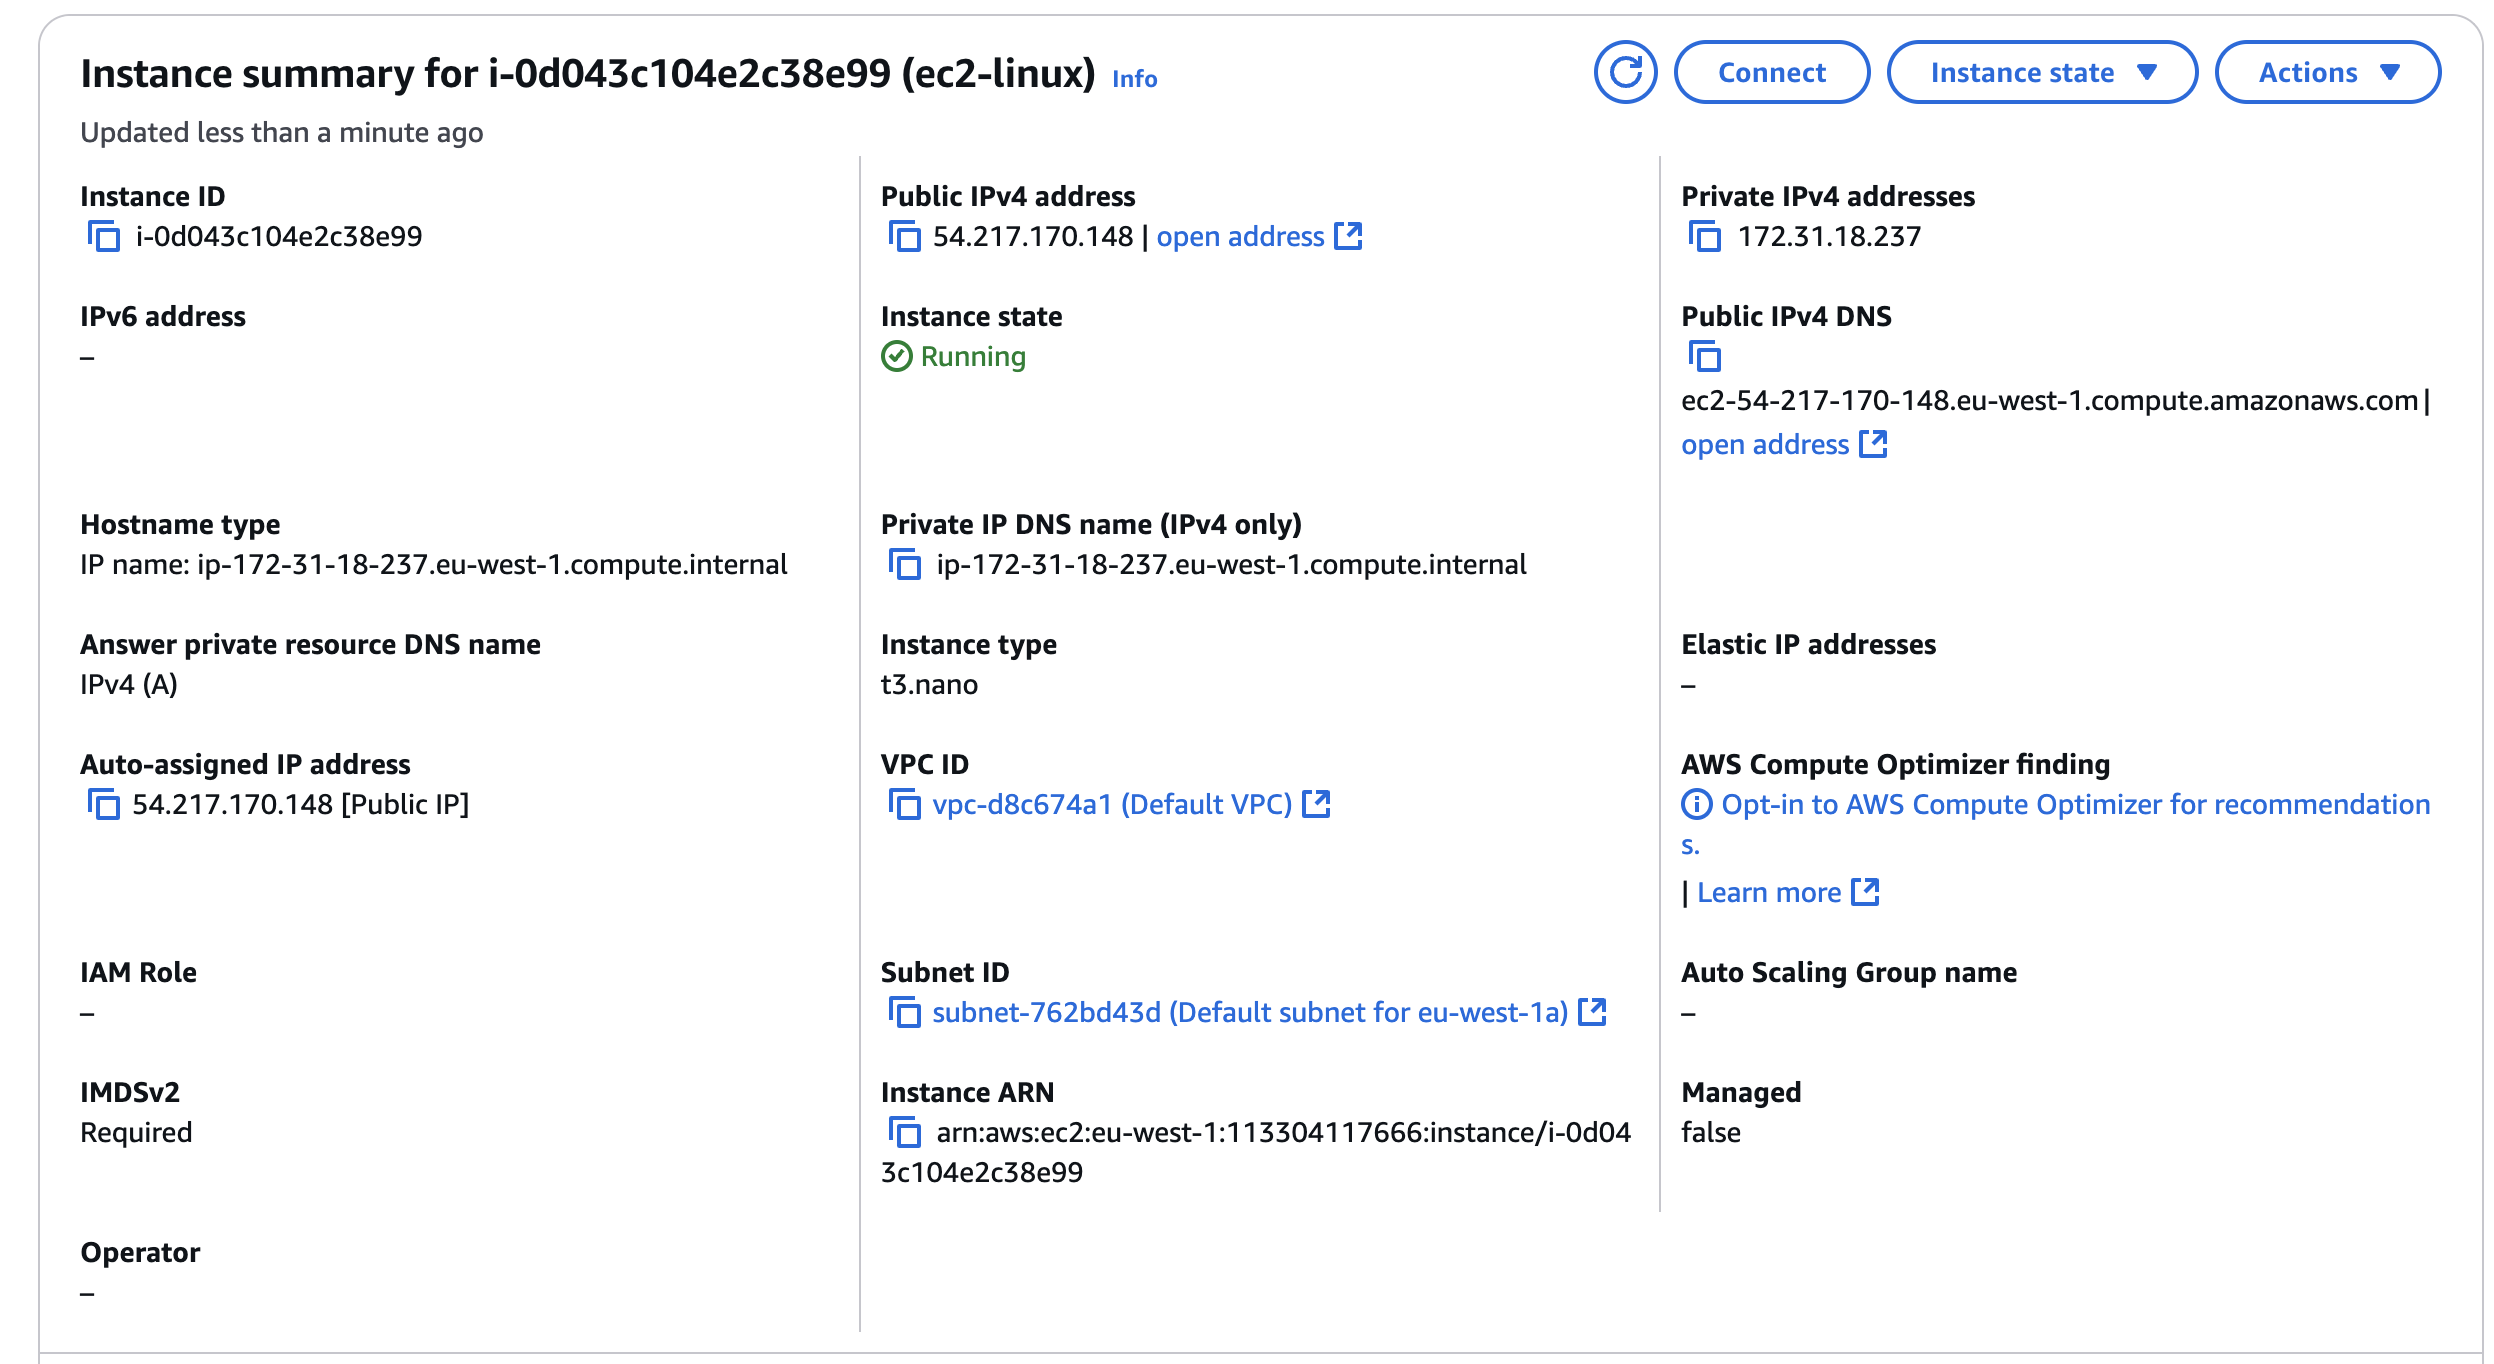 Instance summary for i-0d043c104e2c38e99 (ec2-linux) Info
Connect
Instance state
Actions
Updated less than a minute ago
Instance ID
i-0d043c104e2c38e99
Public IPv4 address
54.217.170.148 | open address
Private IPv4 addresses
172.31.18.237
IPv6 address
–
Instance state
Running
Public IPv4 DNS
ec2-54-217-170-148.eu-west-1.compute.amazonaws.com |
open address
Hostname type
IP name: ip-172-31-18-237.eu-west-1.compute.internal
Private IP DNS name (IPv4 only)
ip-172-31-18-237.eu-west-1.compute.internal
Answer private resource DNS name
IPv4 (A)
Instance type
t3.nano
Elastic IP addresses
–
Auto-assigned IP address
54.217.170.148 [Public IP]
VPC ID
vpc-d8c674a1 (Default VPC)
AWS Compute Optimizer finding
Opt-in to AWS Compute Optimizer for recommendation
s.
| Learn more
IAM Role
–
Subnet ID
subnet-762bd43d (Default subnet for eu-west-1a)
Auto Scaling Group name
–
IMDSv2
Required
Instance ARN
arn:aws:ec2:eu-west-1:113304117666:instance/i-0d04
3c104e2c38e99
Managed
false
Operator
–